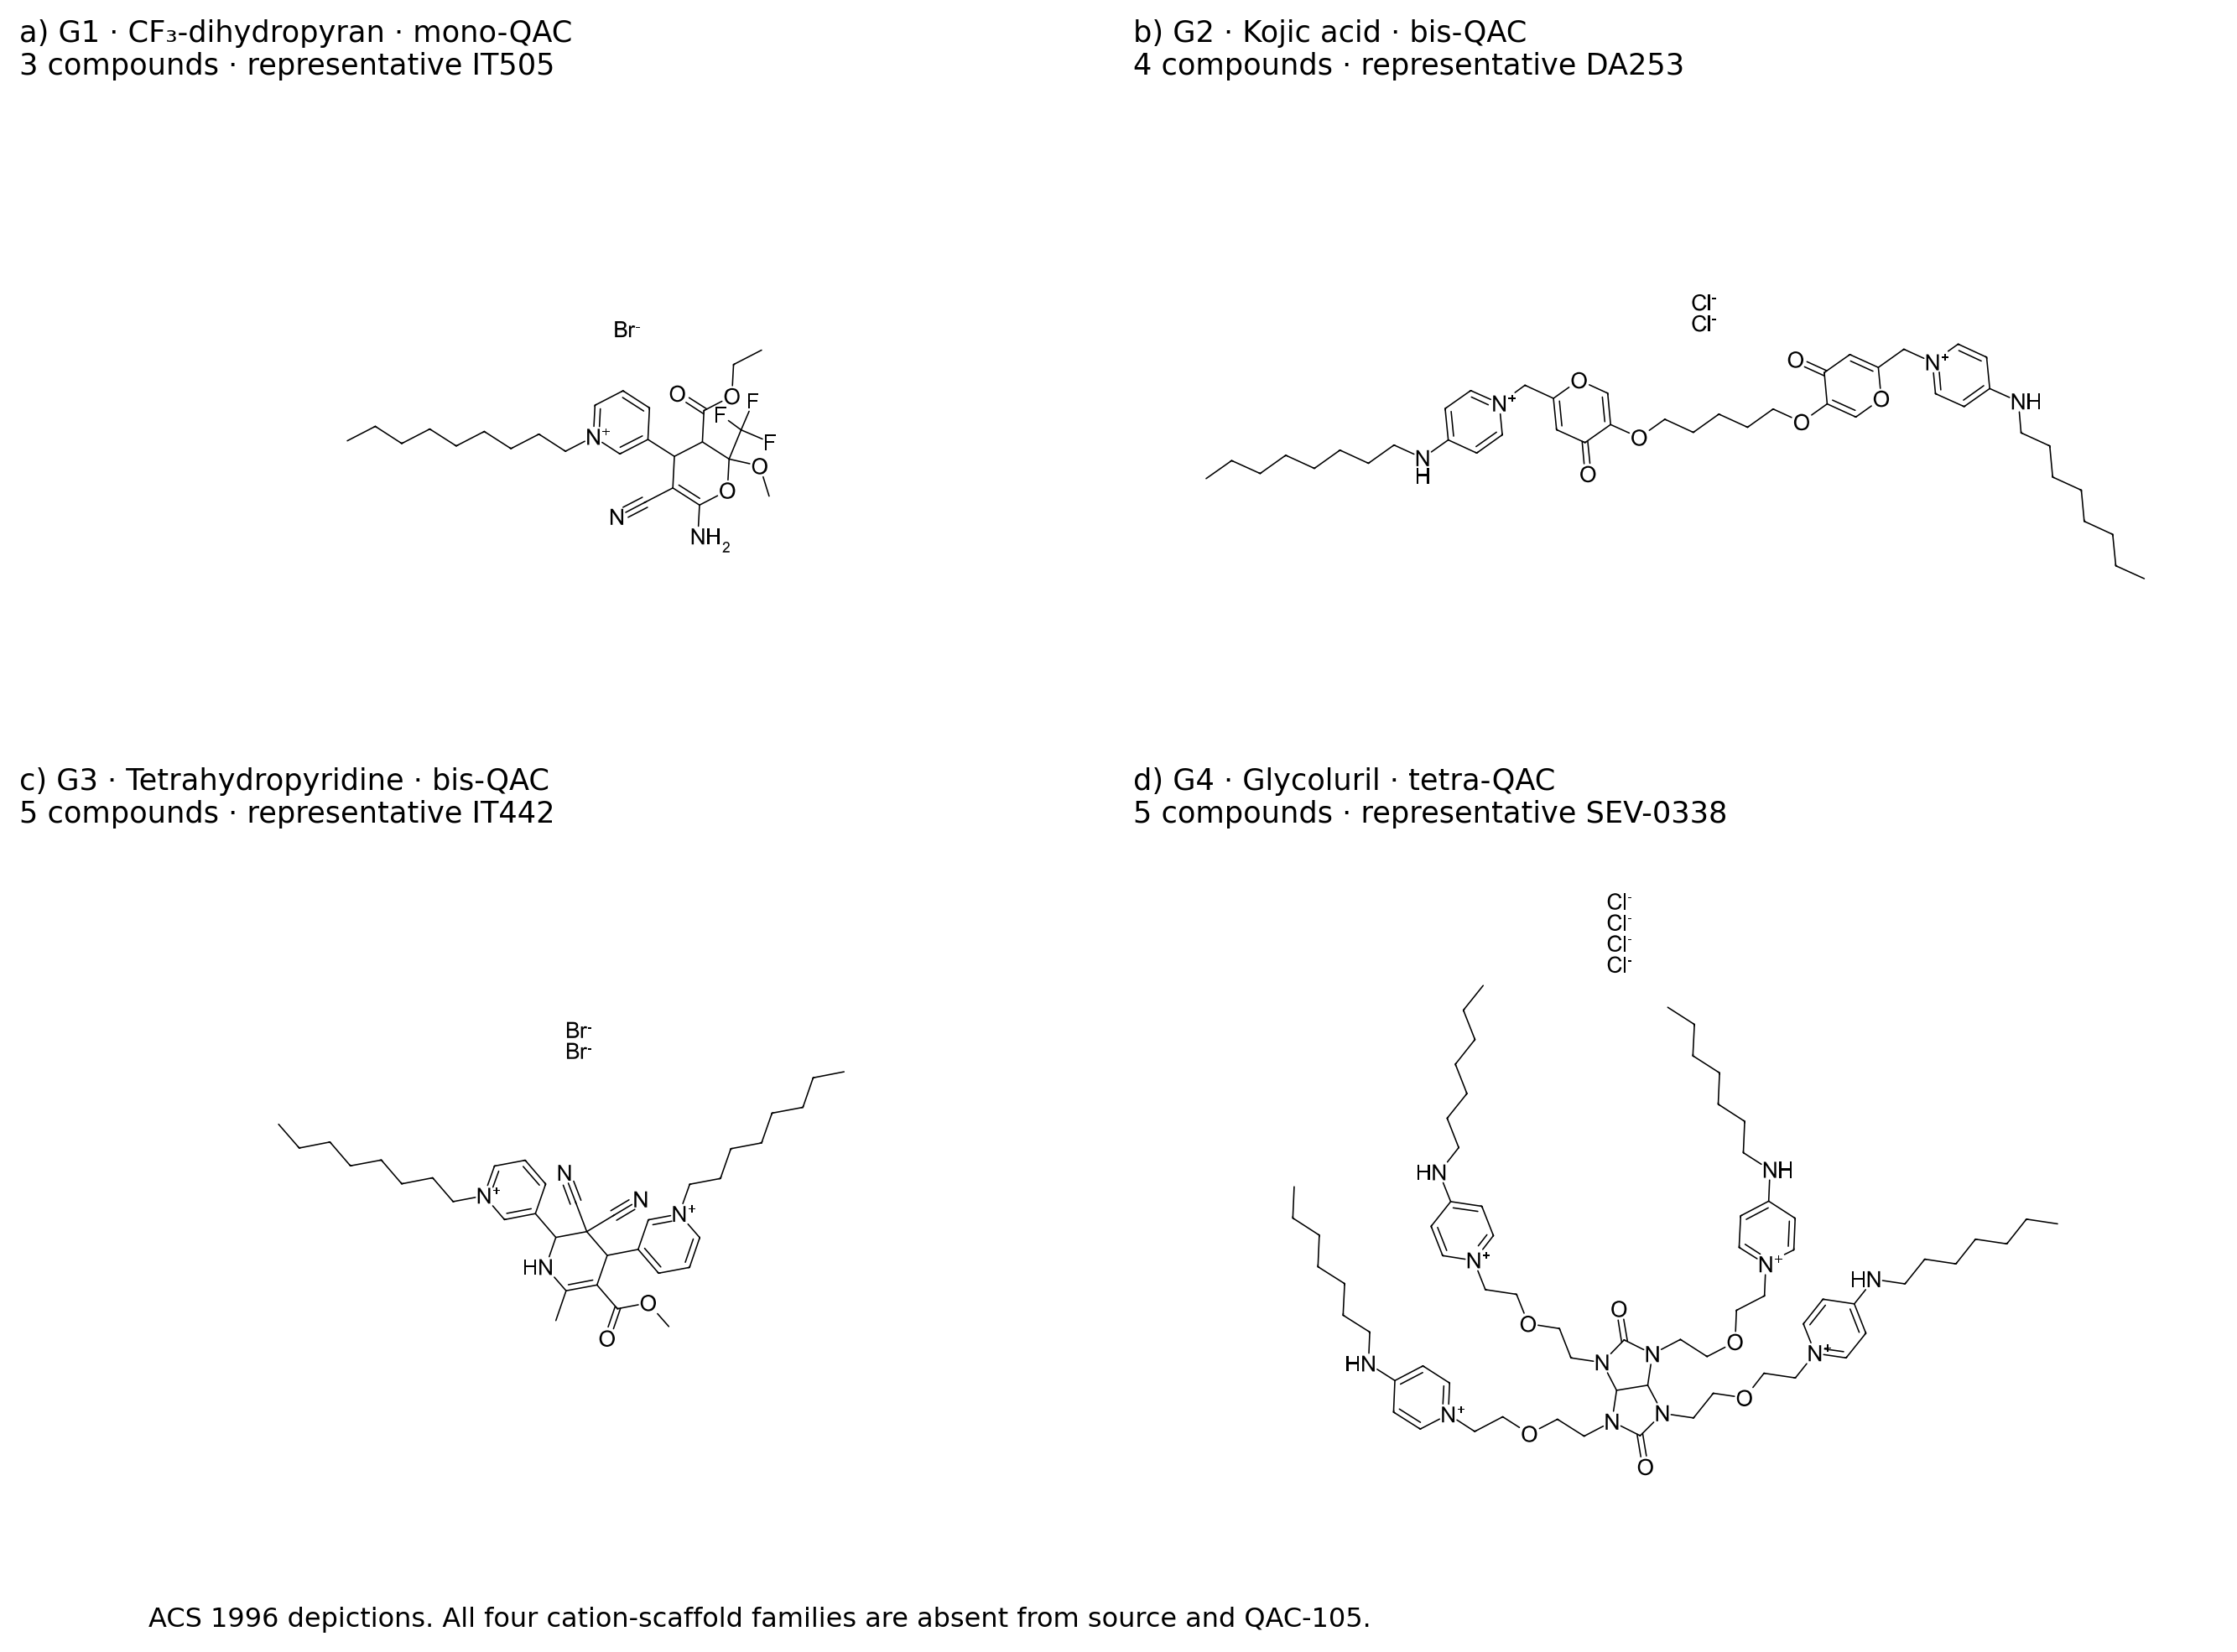 a) G1 · CF₃-dihydropyran · mono-QAC
3 compounds · representative IT505
b) G2 · Kojic acid · bis-QAC
4 compounds · representative DA253
Br-
O
O
F
F
F
N+
O
O
N
NH2
Cl-
Cl-
O
O
N+
N+
O
NH
O
O
N
H
O
c) G3 · Tetrahydropyridine · bis-QAC
5 compounds · representative IT442
d) G4 · Glycoluril · tetra-QAC
5 compounds · representative SEV-0338
Br-
Br-
N
N
N+
N+
HN
O
O
Cl-
Cl-
Cl-
Cl-
HN
NH
N+
N+
HN
O
O
O
HN
N
N
N+
N+
O
O
N
N
O
ACS 1996 depictions. All four cation-scaffold families are absent from source and QAC-105.